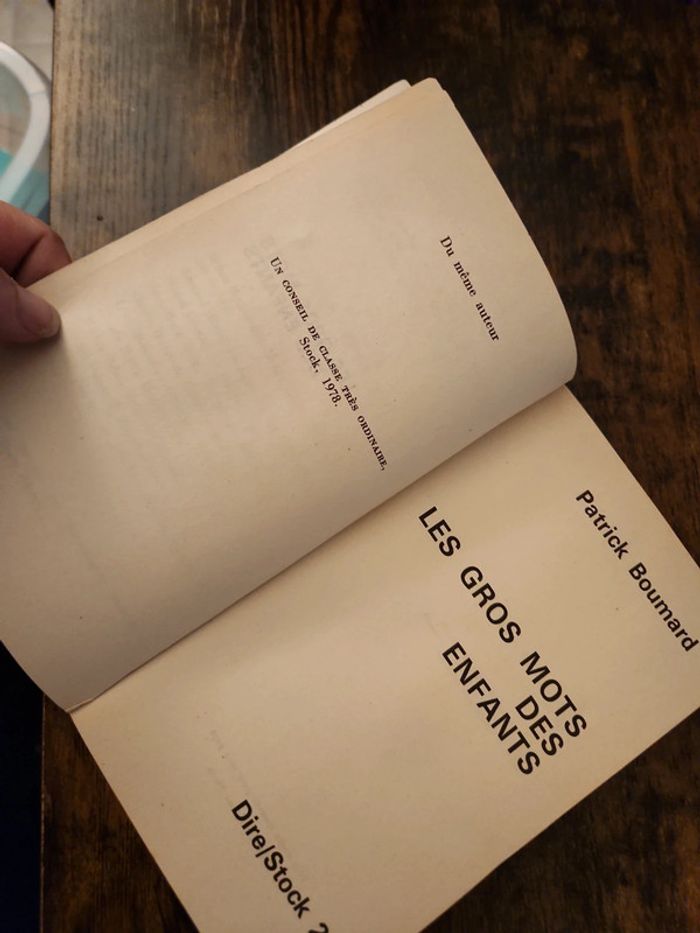 Du même auteur
UN CONSEIL DE CLASSE TRÈS ORDINAIRE,
Stock, 1978.
Patrick Boumard
LES GROS MOTS
DES
ENFANTS
Dire/Stock 2